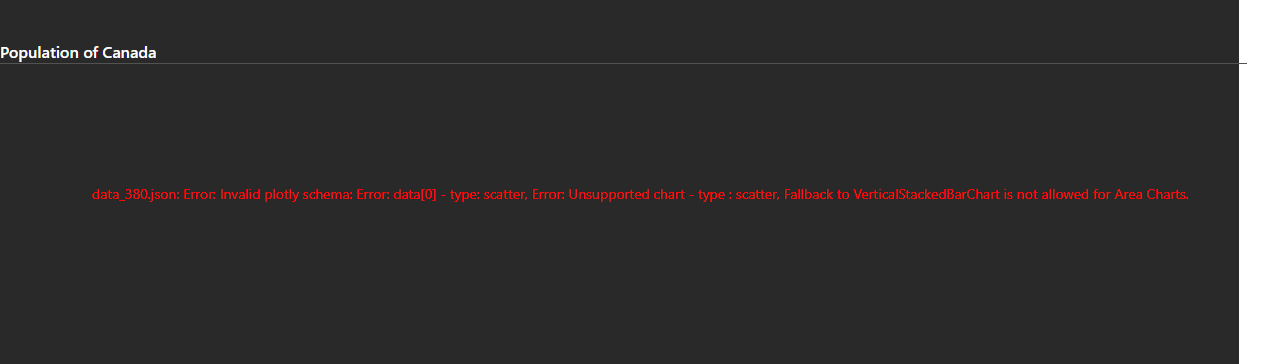 Population of Canada
data_380.json: Error: Invalid plotly schema: Error: data[0] - type: scatter, Error: Unsupported chart - type : scatter, Fallback to VerticalStackedBarChart is not allowed for Area Charts.